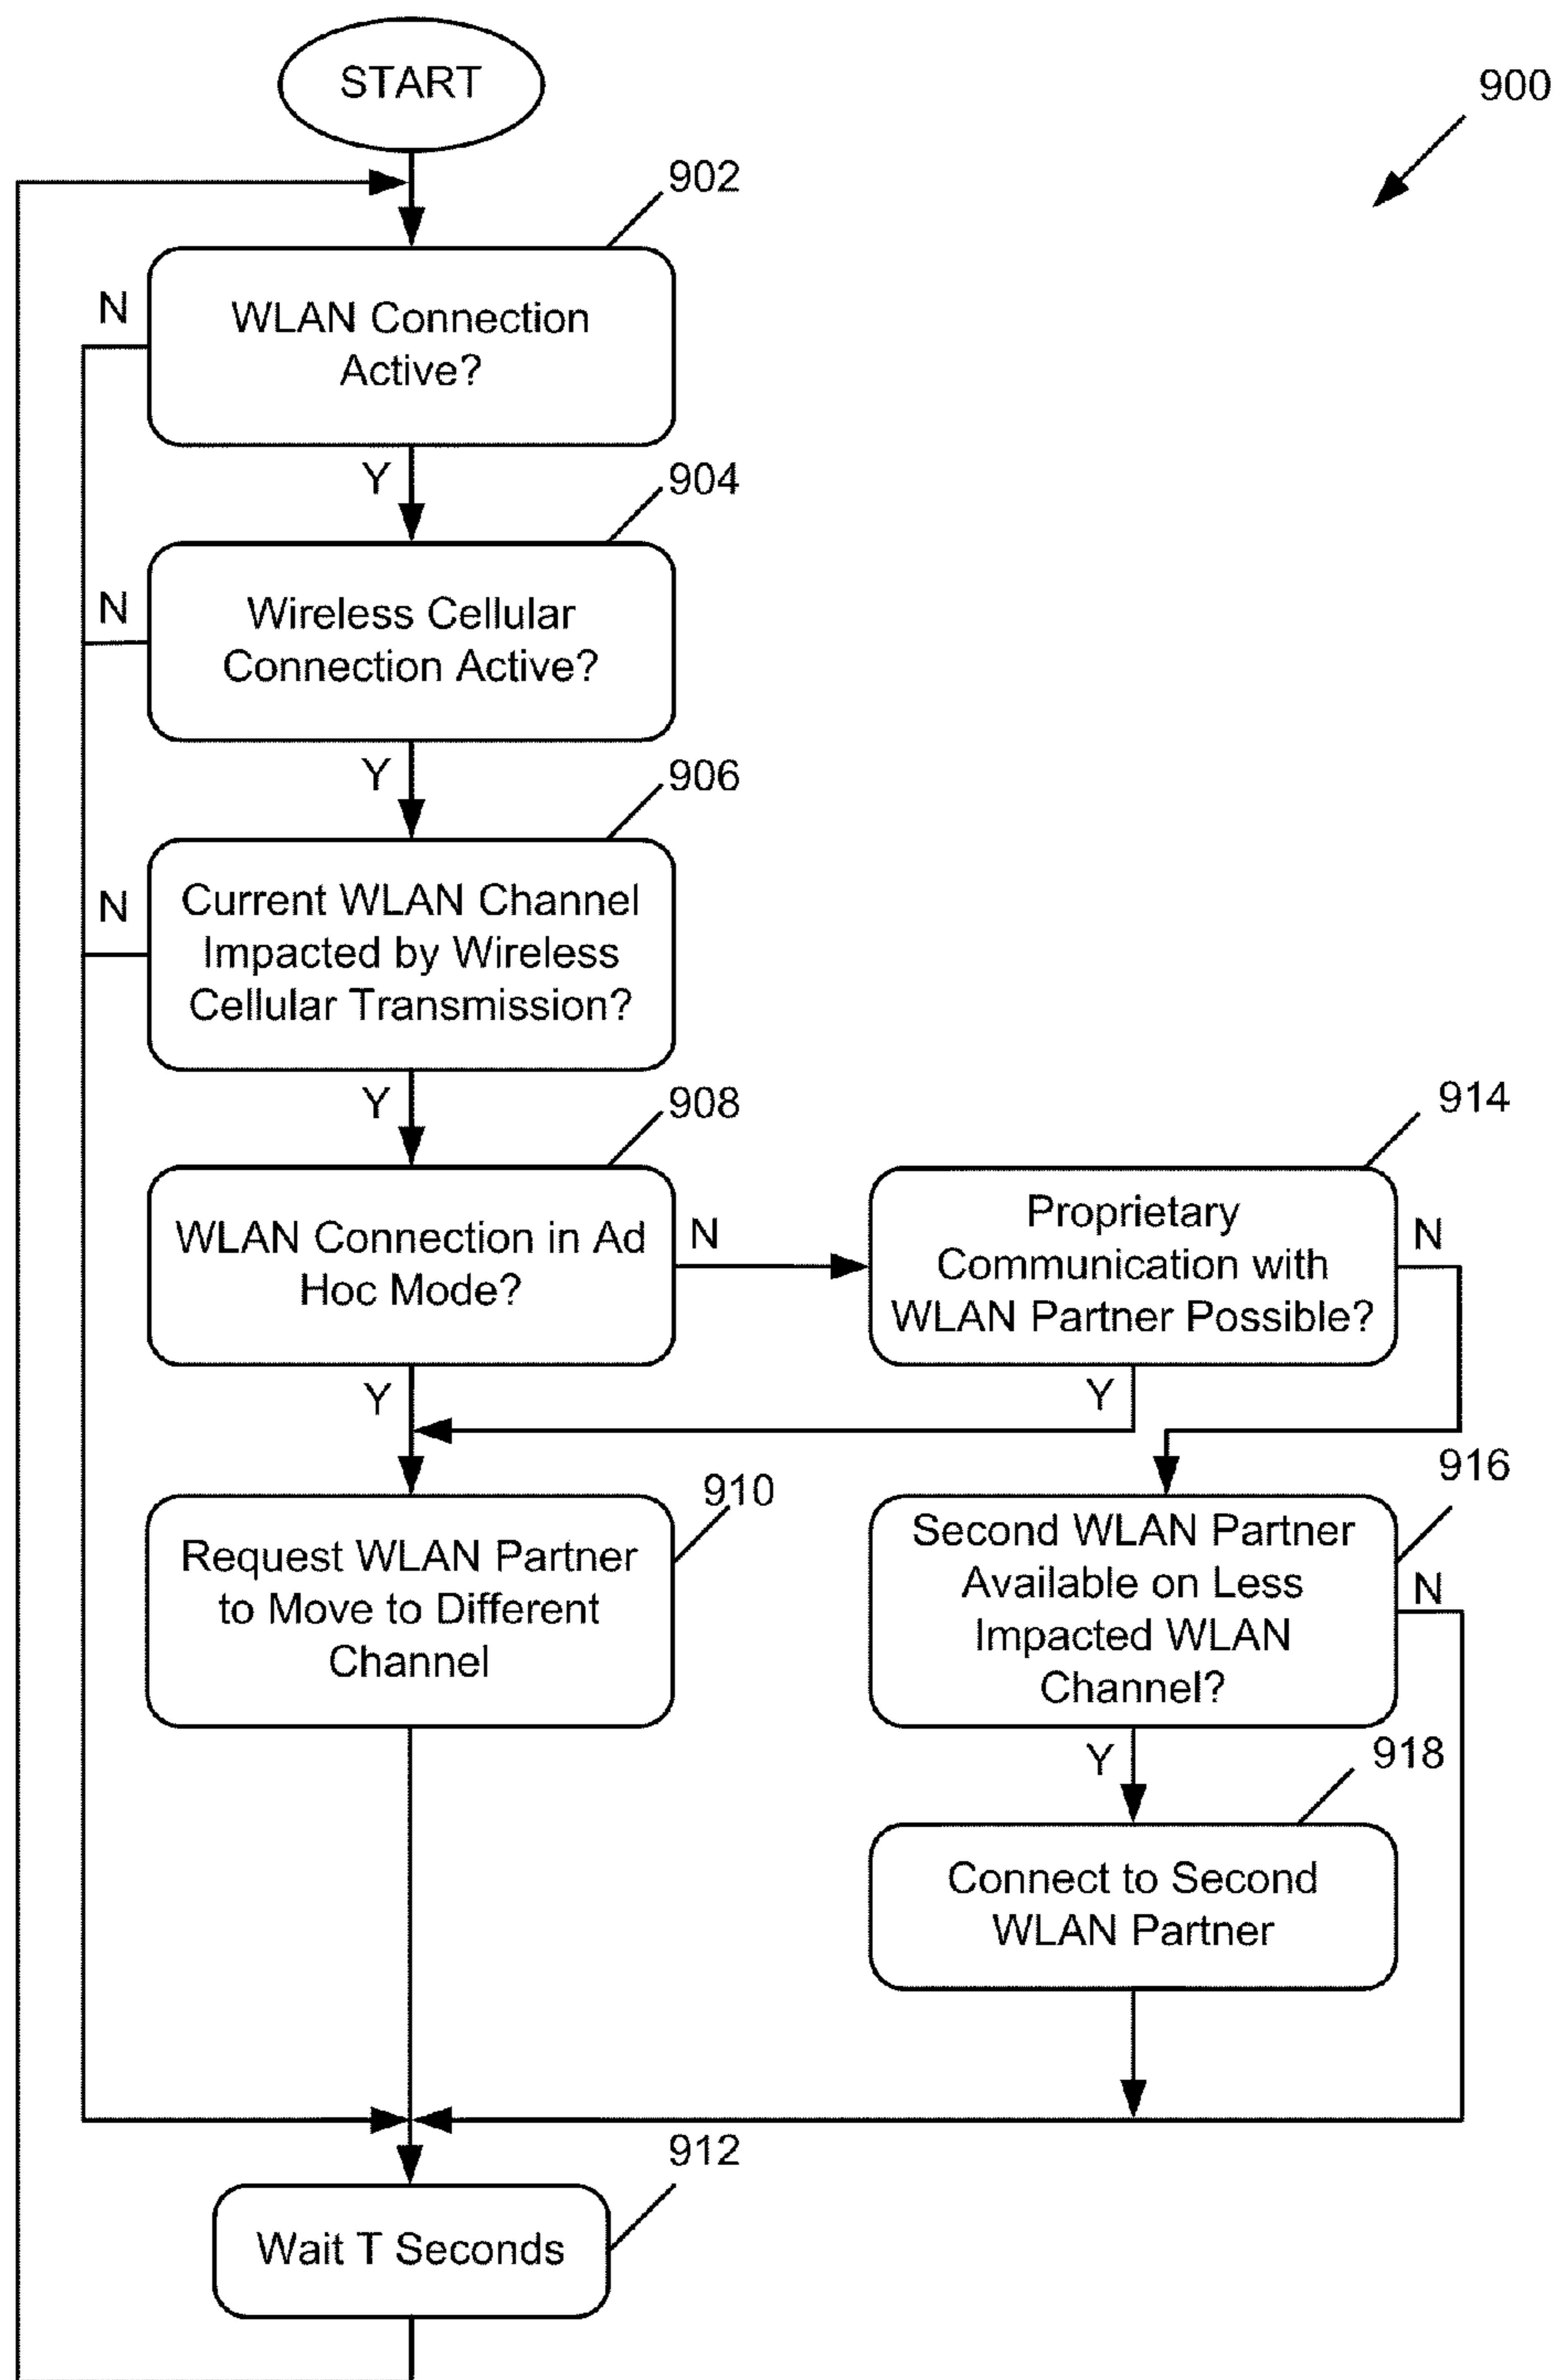 START
900
902
N
WLAN Connection
Active?
Y
904
N
Wireless Cellular
Connection Active?
Y
906
N
Current WLAN Channel
Impacted by Wireless
Cellular Transmission?
Y
908
WLAN Connection in Ad
Hoc Mode?
N
Y
914
Proprietary
Communication with
WLAN Partner Possible?
N
Y
910
Request WLAN Partner
to Move to Different
Channel
916
Second WLAN Partner
Available on Less
Impacted WLAN
Channel?
N
Y
918
Connect to Second
WLAN Partner
912
Wait T Seconds